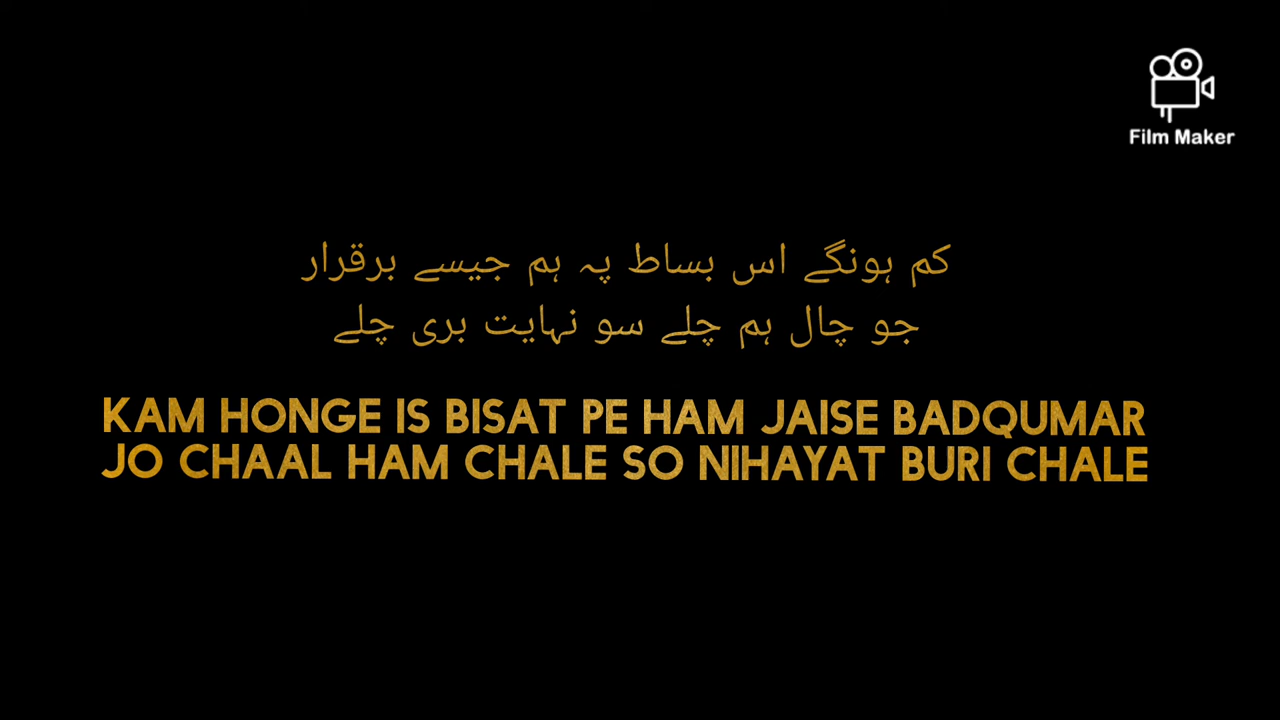 Film Maker
کم ہونگے اس بساط پہ ہم جیسے برقرار
جو چال ہم چلے سو نہایت بری چلے
KAM HONGE IS BISAT PE HAM JAISE BADQUMAR
JO CHAAL HAM CHALE SO NIHAYAT BURI CHALE